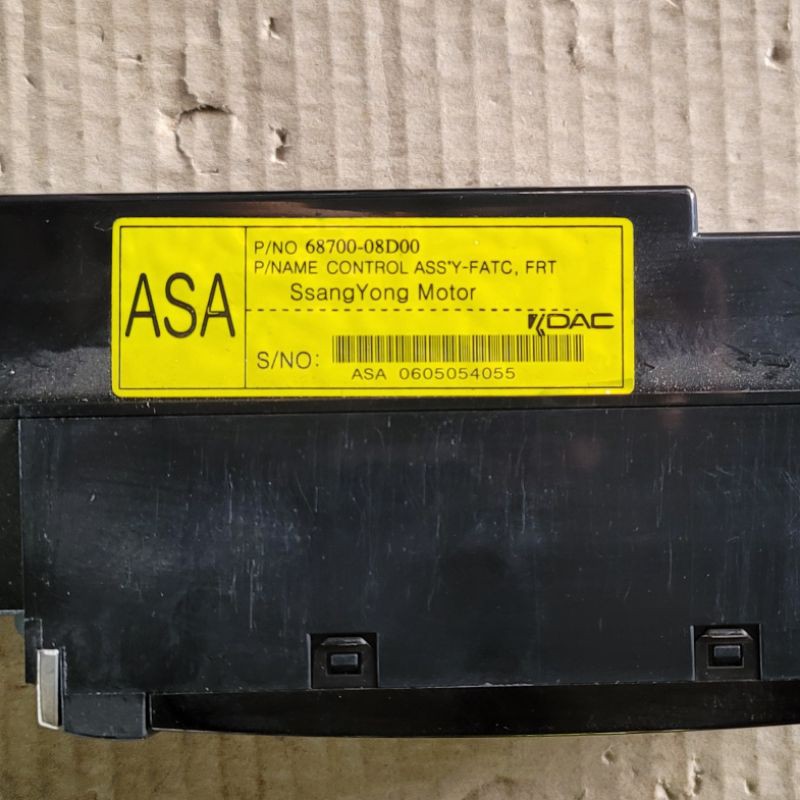 ASA
P/NO 68700-08D00
P/NAME CONTROL ASS'Y-FATC, FRT
SsangYong Motor
DAC
S/NO:
ASA 0605054055